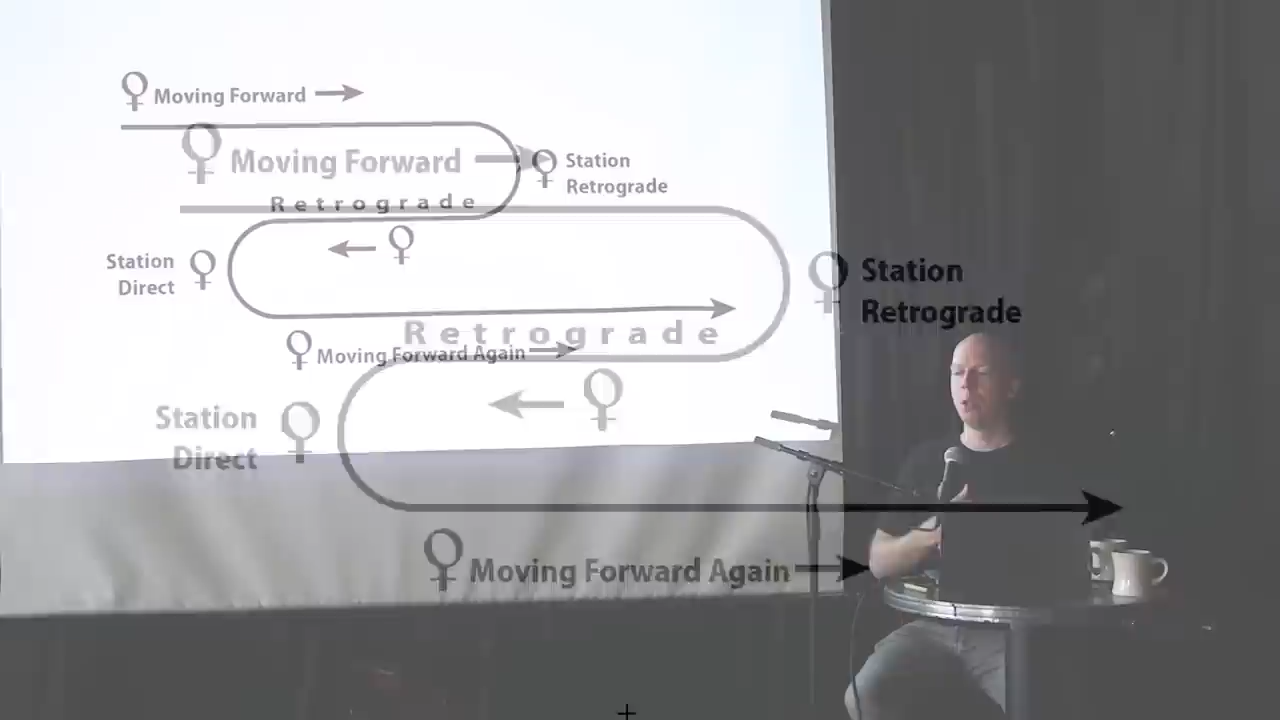 ♀ Moving Forward →
♀ Moving Forward →
♀ Station
Retrograde
Retrograde
Station
Direct ♀
← ♀
♀ Station
Retrograde
Retrograde
♀ Moving Forward Again →
← ♀
Station
Direct ♀
♀ Moving Forward Again →